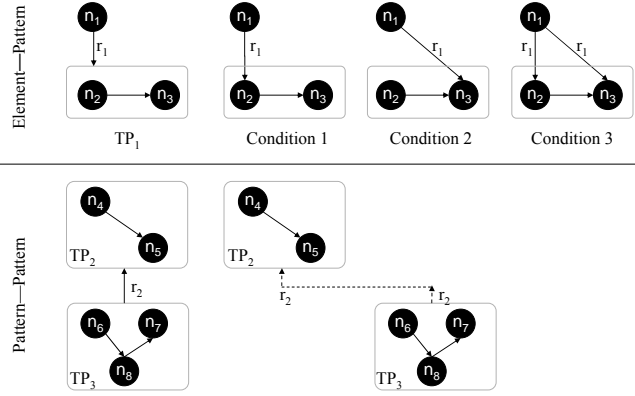 Element—Pattern
n1
r1
n2
n3
TP1
n1
r1
n2
n3
Condition 1
n1
r1
n2
n3
Condition 2
n1
r1
r1
n2
n3
Condition 3
Pattern—Pattern
n4
n5
TP2
r2
n6
n7
n8
TP3
n4
n5
TP2
r2
r2
n6
n7
n8
TP3